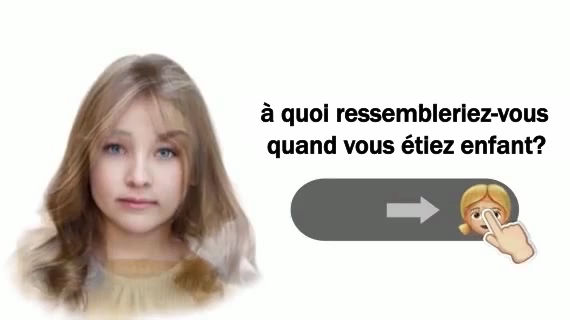 à quoi ressembleriez-vous
quand vous étiez enfant?